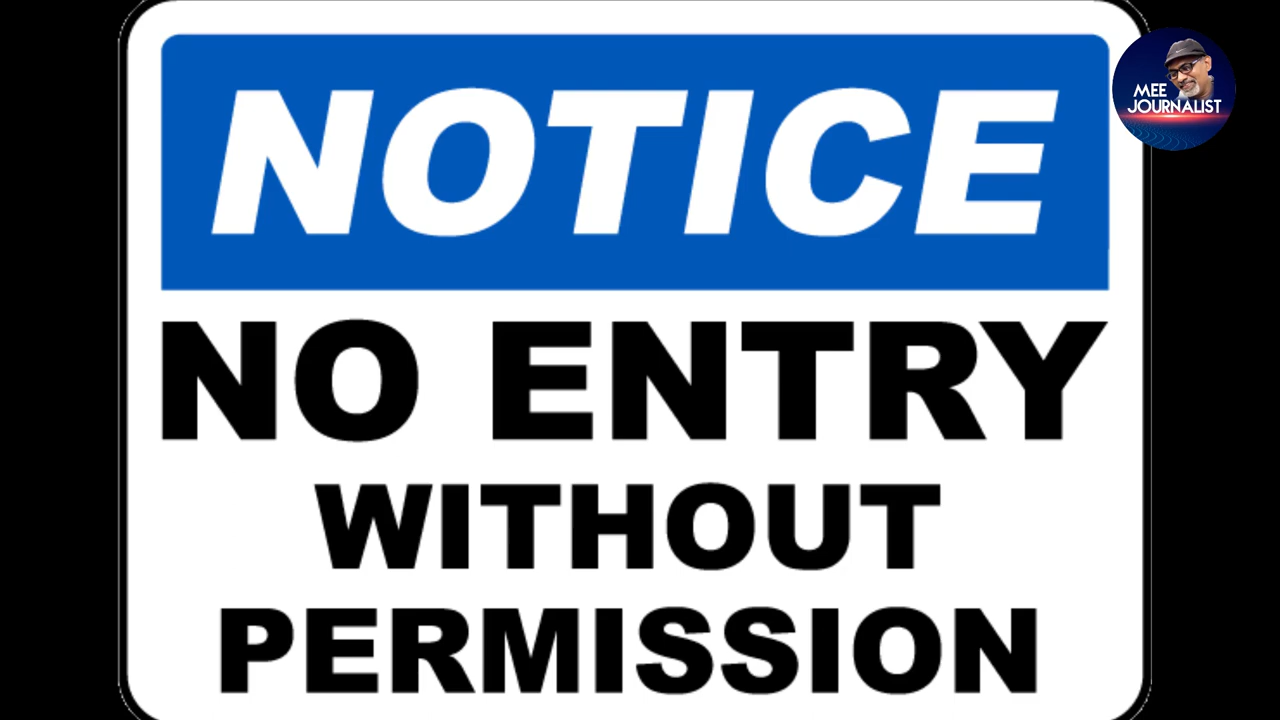 NOTICE
MEE
JOURNALIST
NO ENTRY
WITHOUT
PERMISSION